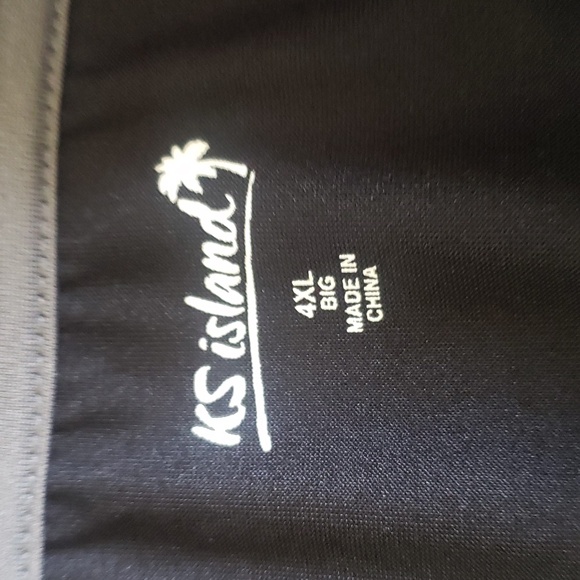 KS island
4XL
BIG
MADE IN
CHINA